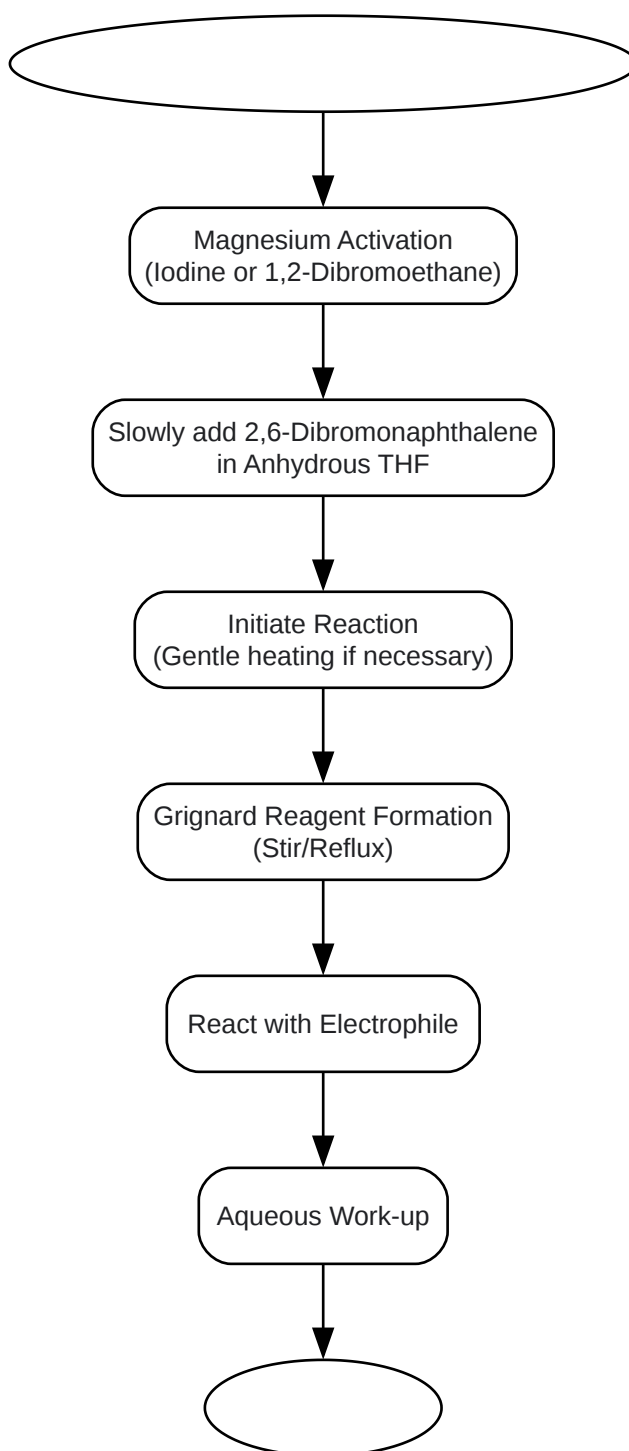 Magnesium Activation
(Iodine or 1,2-Dibromoethane)
Slowly add 2,6-Dibromonaphthalene
in Anhydrous THF
Initiate Reaction
(Gentle heating if necessary)
Grignard Reagent Formation
(Stir/Reflux)
React with Electrophile
Aqueous Work-up